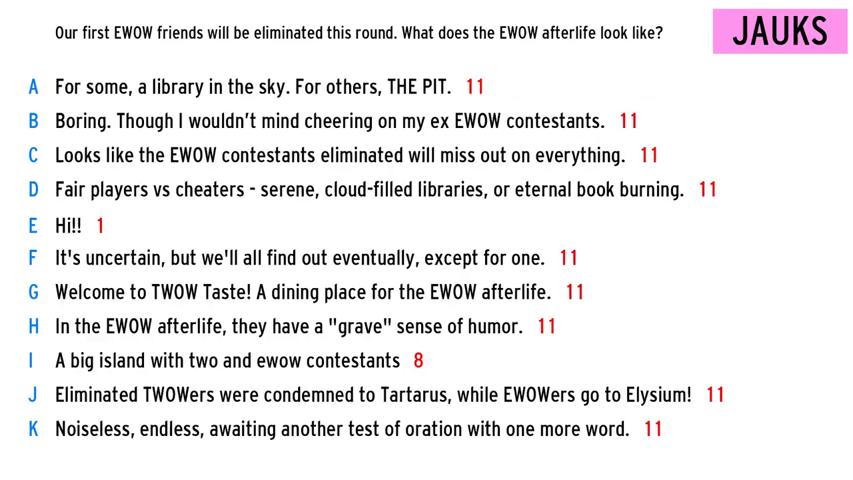 Our first EWOW friends will be eliminated this round. What does the EWOW afterlife look like?
JAUKS
A For some, a library in the sky. For others, THE PIT. 11
B Boring. Though I wouldn't mind cheering on my ex EWOW contestants. 11
C Looks like the EWOW contestants eliminated will miss out on everything. 11
D Fair players vs cheaters - serene, cloud-filled libraries, or eternal book burning. 11
E Hi!! 1
F It's uncertain, but we'll all find out eventually, except for one. 11
G Welcome to TWOW Taste! A dining place for the EWOW afterlife. 11
H In the EWOW afterlife, they have a "grave" sense of humor. 11
I A big island with two and ewow contestants 8
J Eliminated TWOWers were condemned to Tartarus, while EWOWers go to Elysium! 11
K Noiseless, endless, awaiting another test of oration with one more word. 11